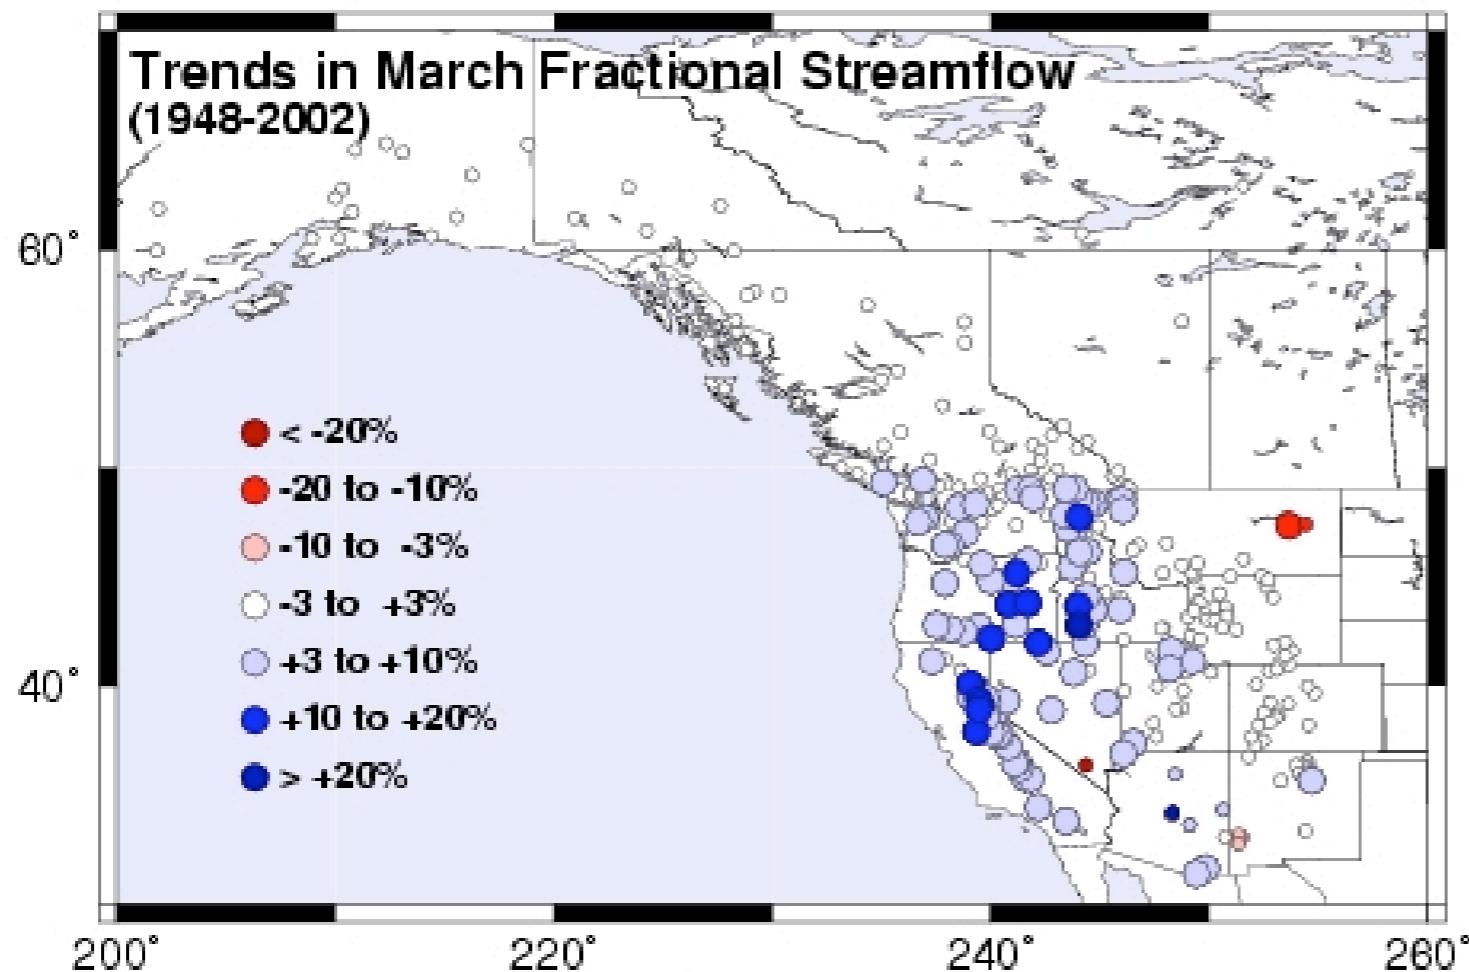 Trends in March Fractional Streamflow
(1948-2002)
60°
< -20%
-20 to -10%
-10 to -3%
-3 to +3%
+3 to +10%
40°
+10 to +20%
> +20%
200° 220° 240° 260°